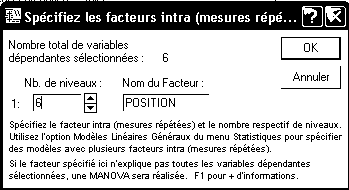 Spécifiez les facteurs intra (mesures répé...
Nombre total de variables
dépendantes sélectionnées : 6
OK
Annuler
Nb. de niveaux : Nom du Facteur :
1: 6 POSITION
Spécifiez le facteur intra (mesures répétées) et le nombre respectif de niveaux.
Utilisez l'option Modèles Linéaires Généraux du menu Statistiques pour spécifier
des modèles avec plusieurs facteurs intra (mesures répétées).
Si le facteur spécifié ici n'explique pas toutes les variables dépendantes
sélectionnées, une MANOVA sera réalisée. F1 pour + d'informations.